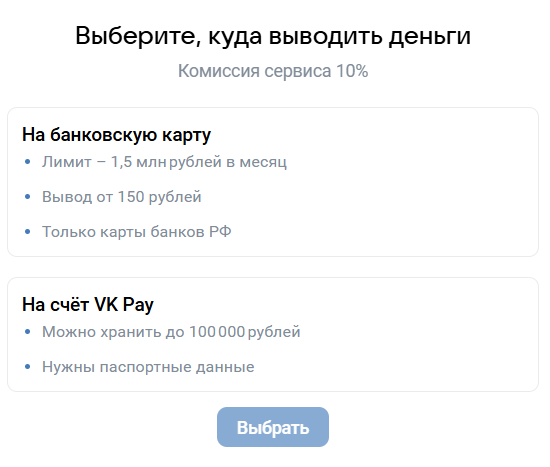 Выберите, куда выводить деньги
Комиссия сервиса 10%
На банковскую карту
• Лимит – 1,5 млн рублей в месяц
• Вывод от 150 рублей
• Только карты банков РФ
На счёт VK Pay
• Можно хранить до 100 000 рублей
• Нужны паспортные данные
Выбрать